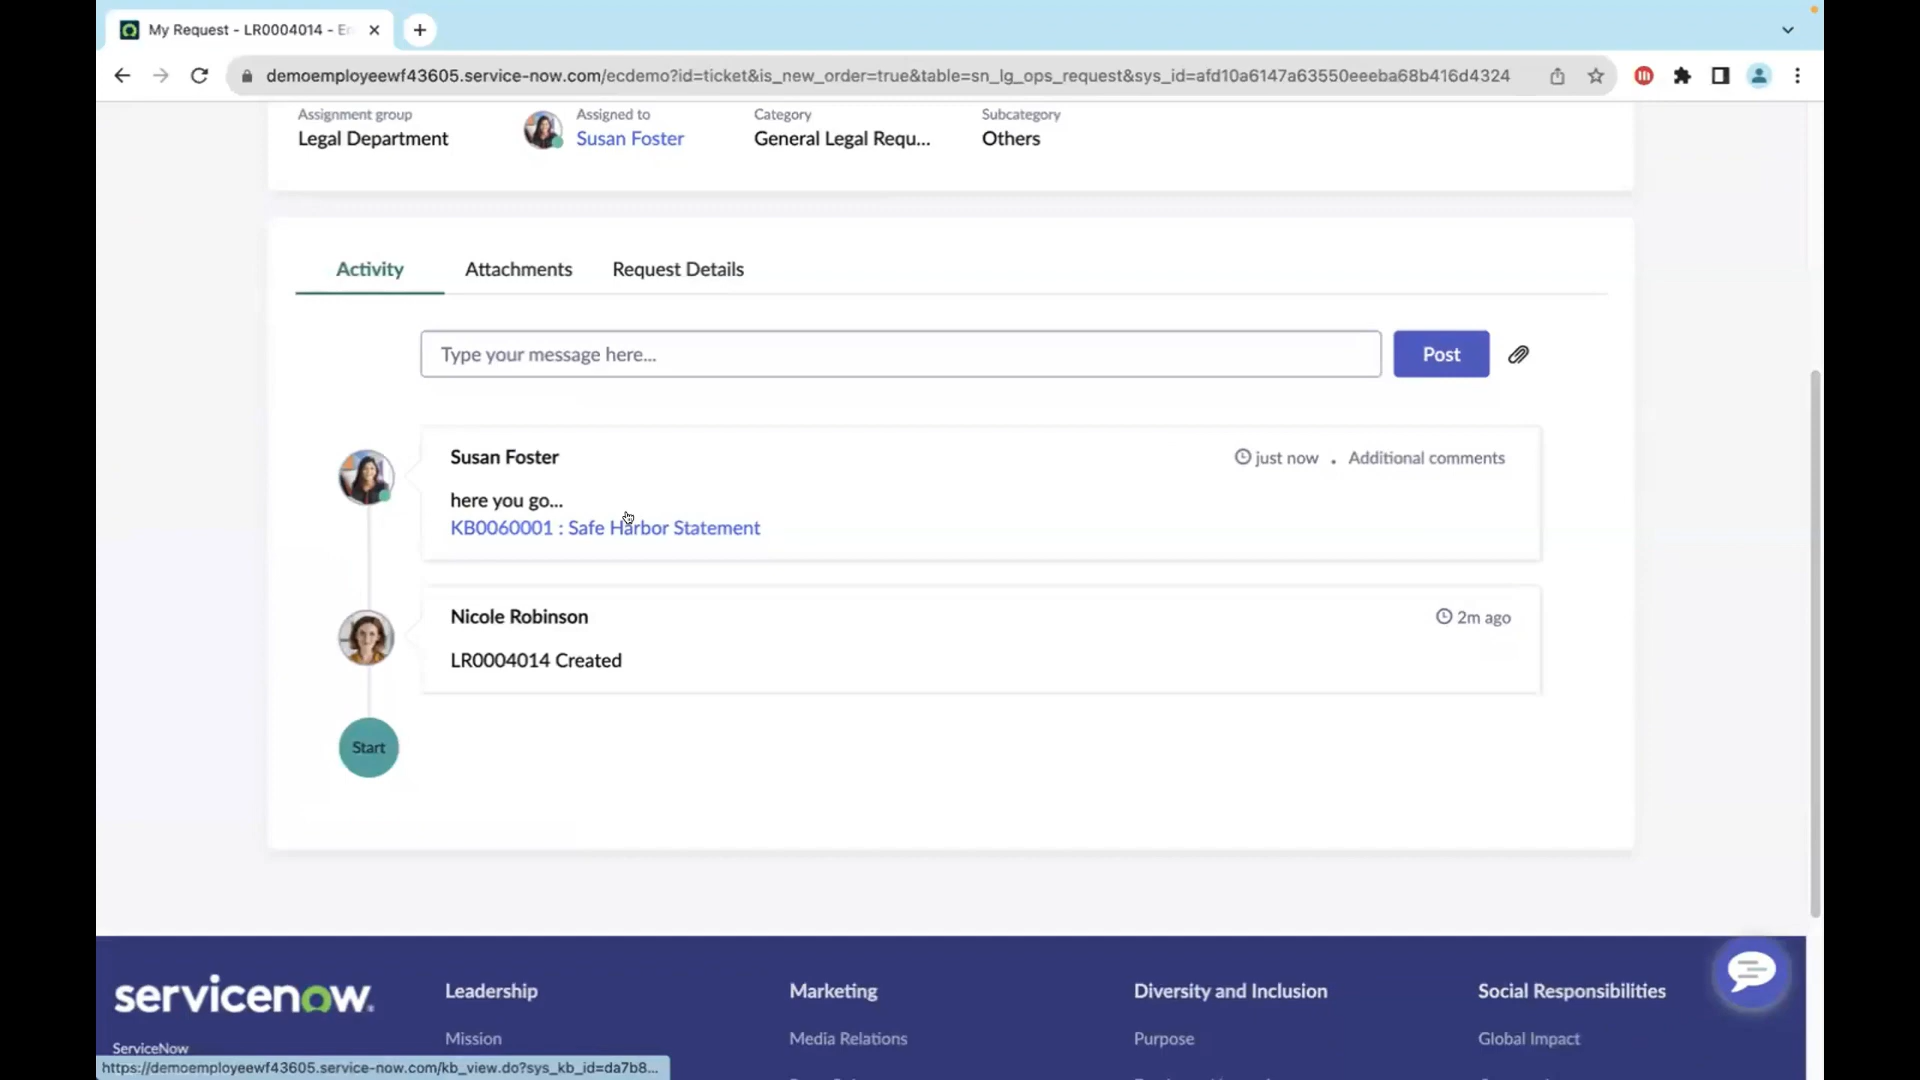 My Request - LR0004014 - En
demoemployeewf43605.service-now.com/ecdemo?id=ticket&is_new_order=true&table=sn_lg_ops_request&sys_id=afd10a6147a63550eeeba68b416d4324
Assignment group
Legal Department
Assigned to
Susan Foster
Category
General Legal Requ...
Subcategory
Others
Activity
Attachments
Request Details
Type your message here...
Post
Susan Foster
just now . Additional comments
here you go...
KB0060001 : Safe Harbor Statement
Nicole Robinson
2m ago
LR0004014 Created
Start
servicenow.
ServiceNow
Leadership
Mission
Marketing
Media Relations
Diversity and Inclusion
Purpose
Social Responsibilities
Global Impact
https://demoemployeewf43605.service-now.com/kb_view.do?sys_kb_id=da7b8...